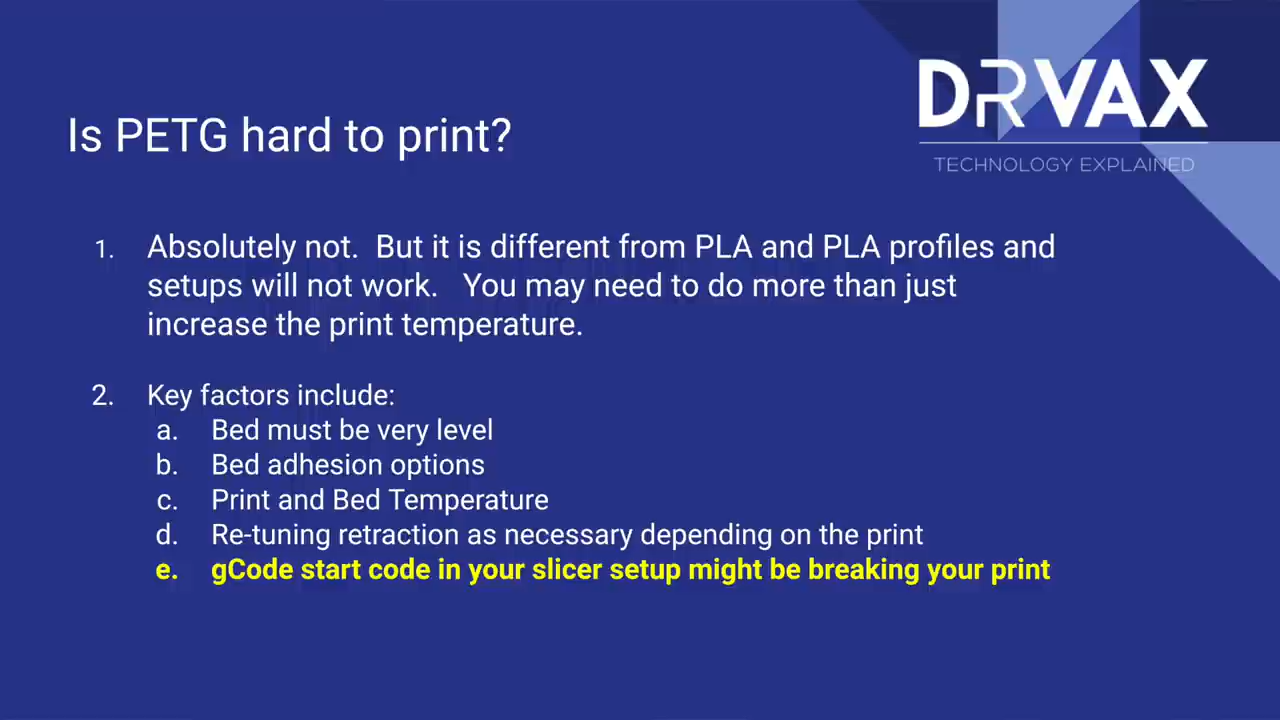 DRVAX
TECHNOLOGY EXPLAINED
Is PETG hard to print?
1. Absolutely not. But it is different from PLA and PLA profiles and
setups will not work. You may need to do more than just
increase the print temperature.
2. Key factors include:
a. Bed must be very level
b. Bed adhesion options
c. Print and Bed Temperature
d. Re-tuning retraction as necessary depending on the print
e. gCode start code in your slicer setup might be breaking your print